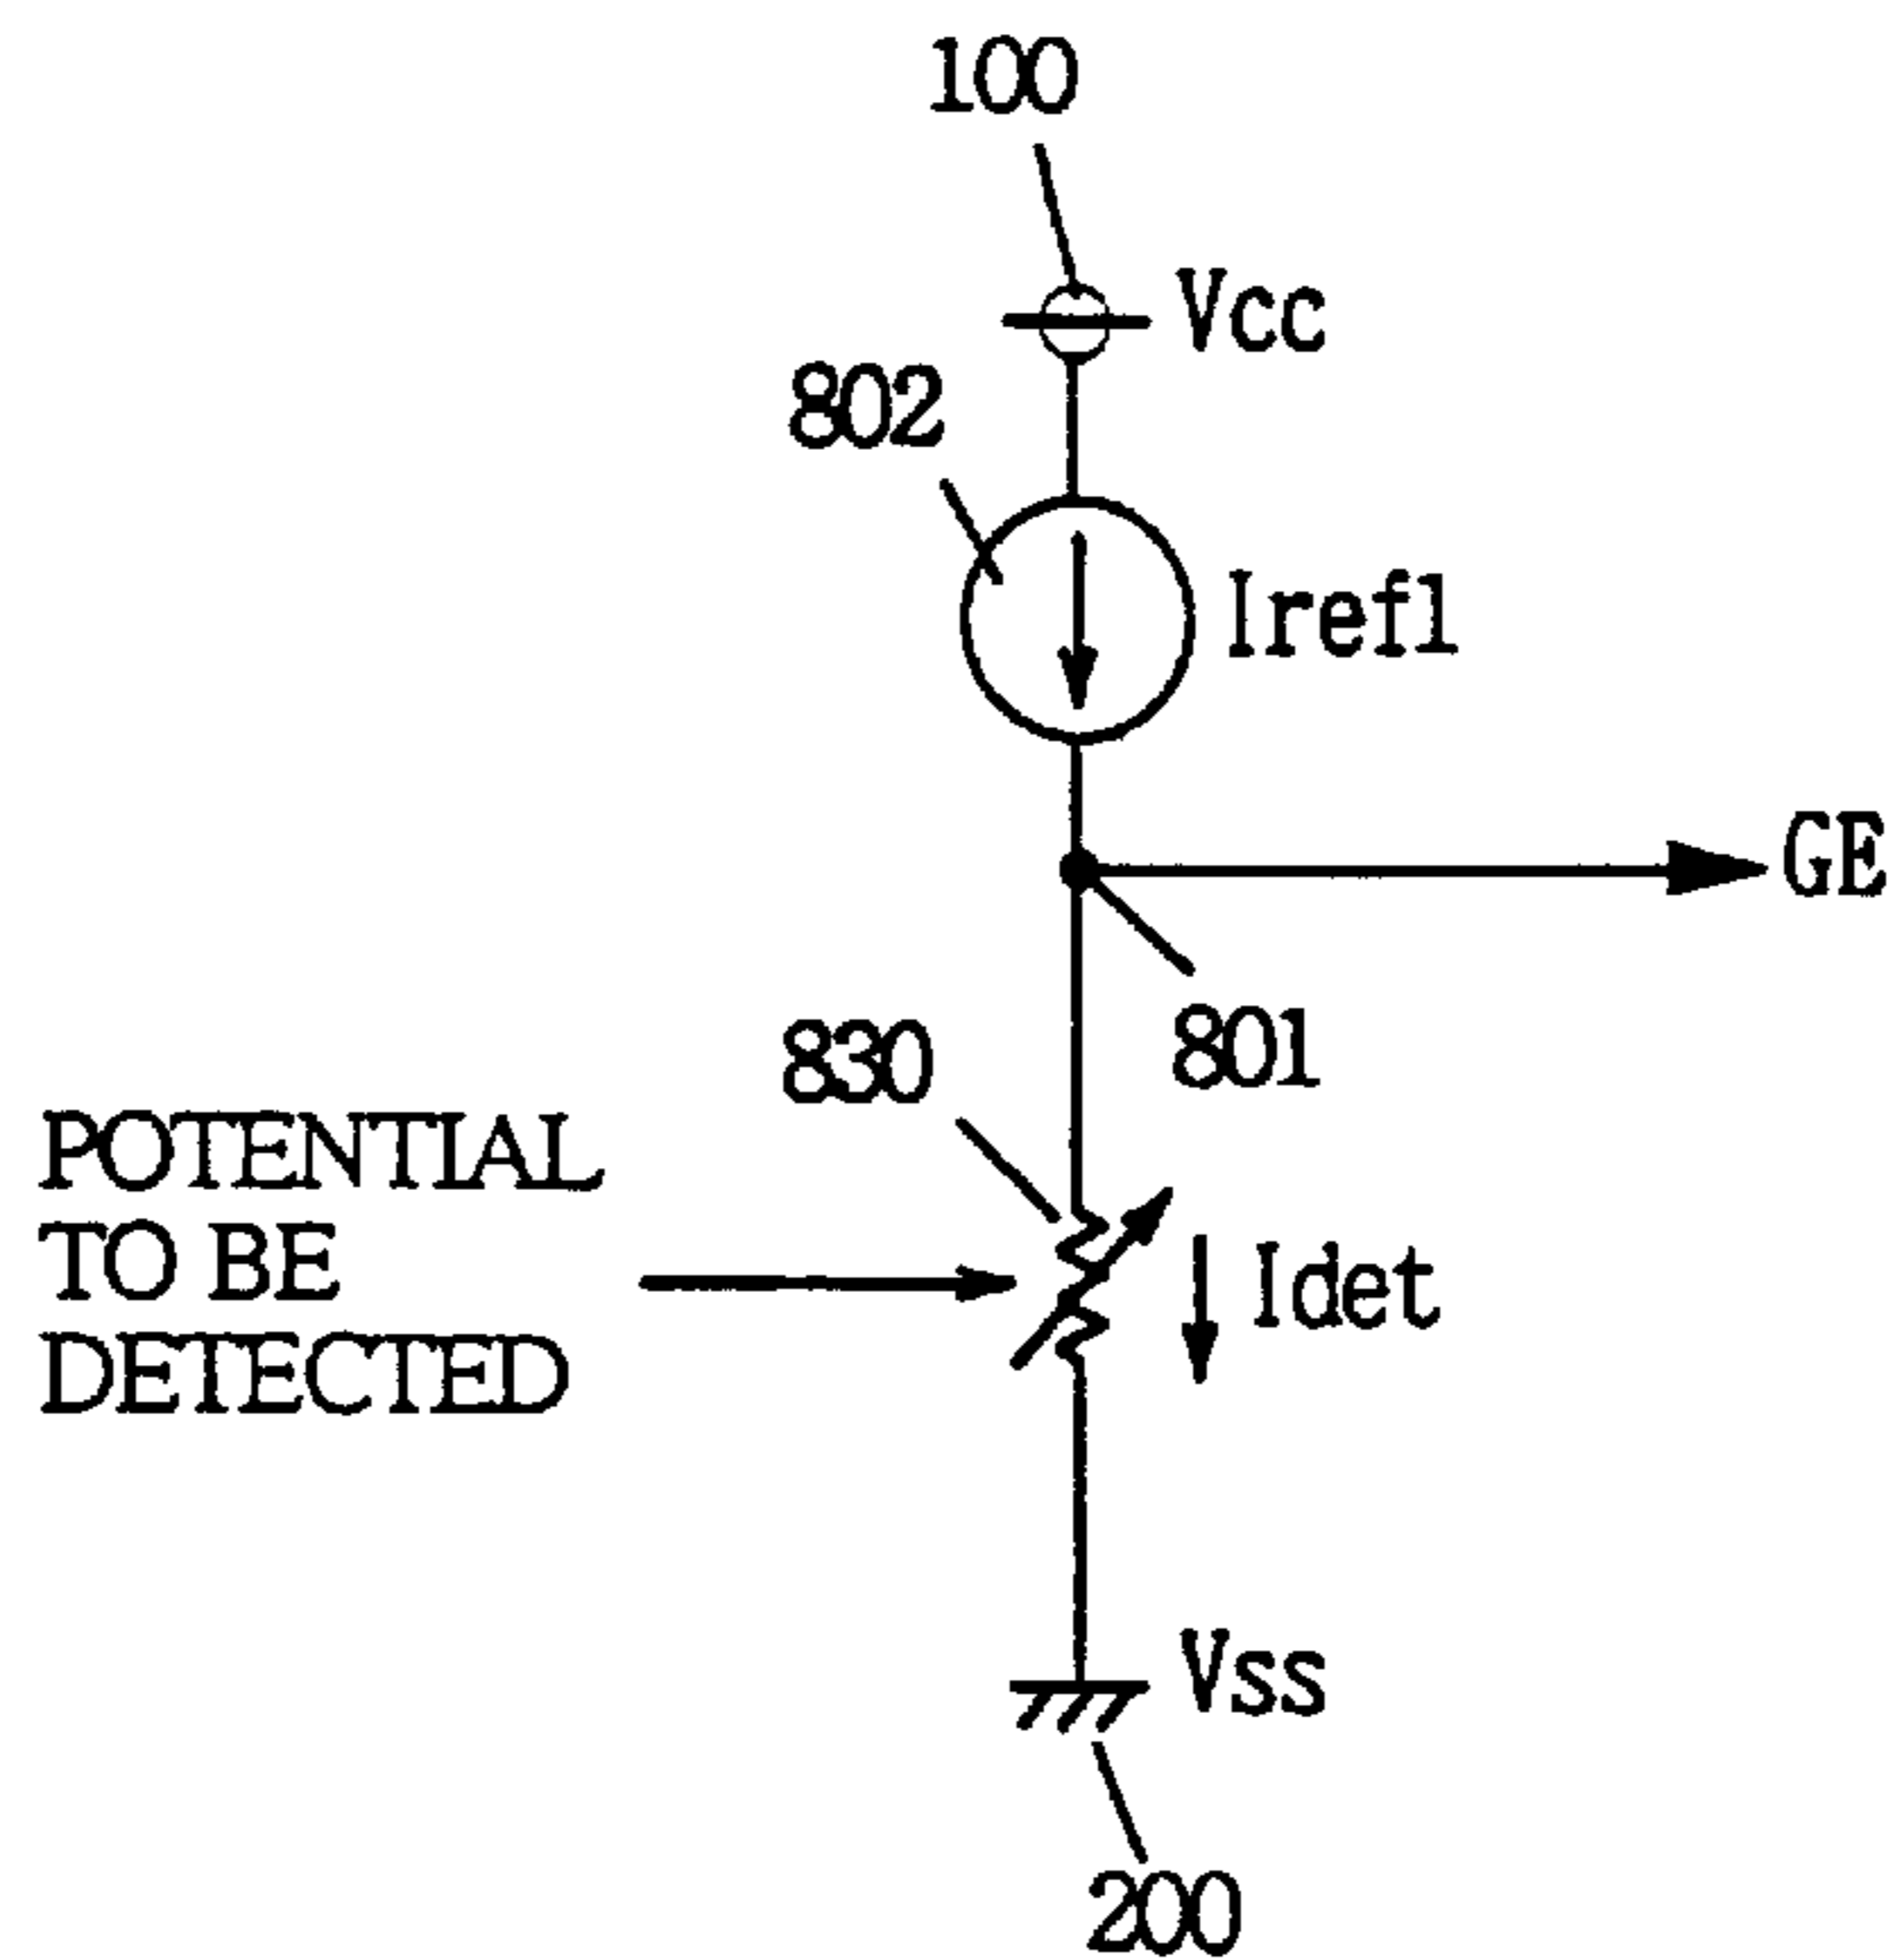 100
Vcc
802
Iref1
GE
801
830
POTENTIAL
TO BE
DETECTED
Idet
Vss
200